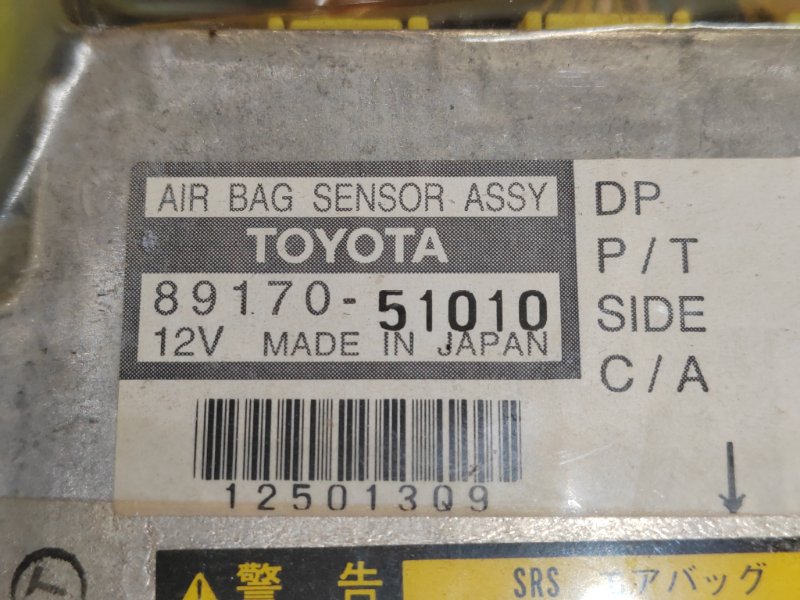 AIR BAG SENSOR ASSY
TOYOTA
89170-51010
12V MADE IN JAPAN
DP
P/T
SIDE
C/A
125013Q9
警告
SRS エアバッグ